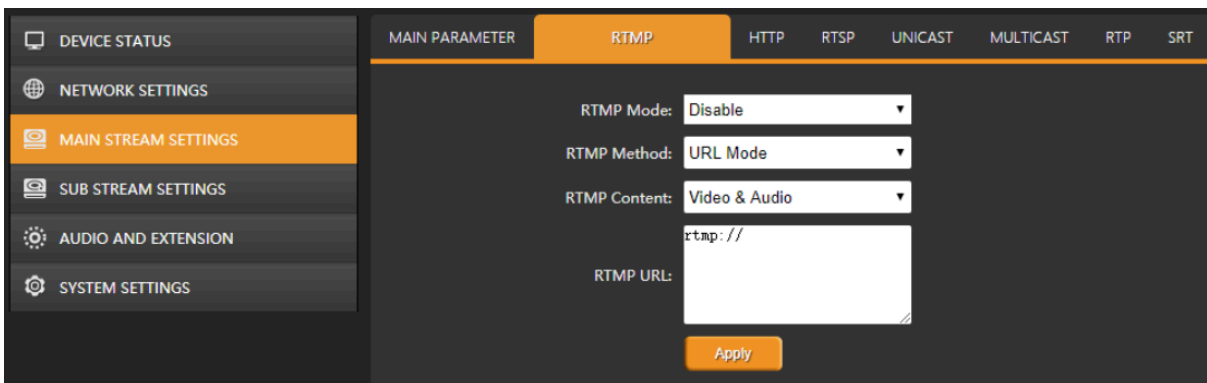 DEVICE STATUS
NETWORK SETTINGS
MAIN STREAM SETTINGS
SUB STREAM SETTINGS
AUDIO AND EXTENSION
SYSTEM SETTINGS
MAIN PARAMETER RTMP HTTP RTSP UNICAST MULTICAST RTP SRT
RTMP Mode: Disable
RTMP Method: URL Mode
RTMP Content: Video & Audio
RTMP URL: rtmp://
Apply